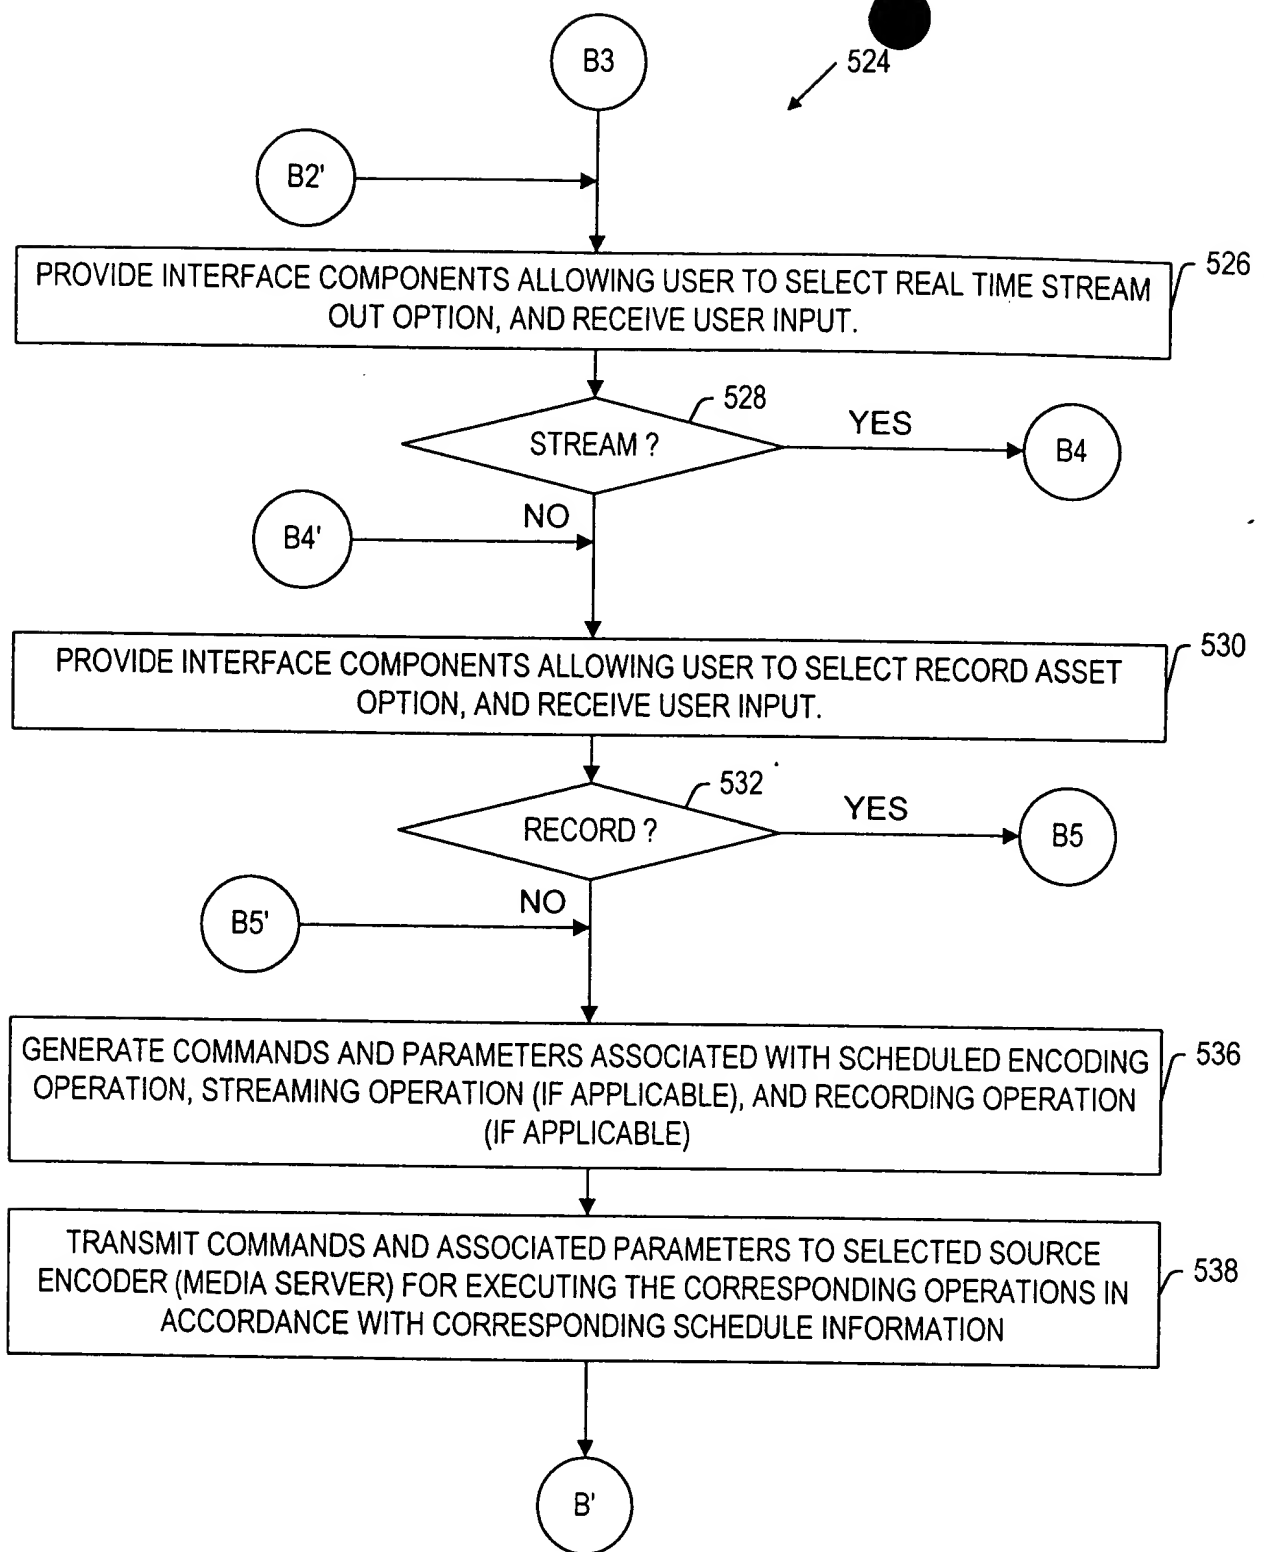 B3
524
B2'
PROVIDE INTERFACE COMPONENTS ALLOWING USER TO SELECT REAL TIME STREAM
OUT OPTION, AND RECEIVE USER INPUT.
526
528
STREAM ?
YES
B4
NO
B4'
PROVIDE INTERFACE COMPONENTS ALLOWING USER TO SELECT RECORD ASSET
OPTION, AND RECEIVE USER INPUT.
530
532
RECORD ?
YES
B5
NO
B5'
GENERATE COMMANDS AND PARAMETERS ASSOCIATED WITH SCHEDULED ENCODING
OPERATION, STREAMING OPERATION (IF APPLICABLE), AND RECORDING OPERATION
(IF APPLICABLE)
536
TRANSMIT COMMANDS AND ASSOCIATED PARAMETERS TO SELECTED SOURCE
ENCODER (MEDIA SERVER) FOR EXECUTING THE CORRESPONDING OPERATIONS IN
ACCORDANCE WITH CORRESPONDING SCHEDULE INFORMATION
538
B'